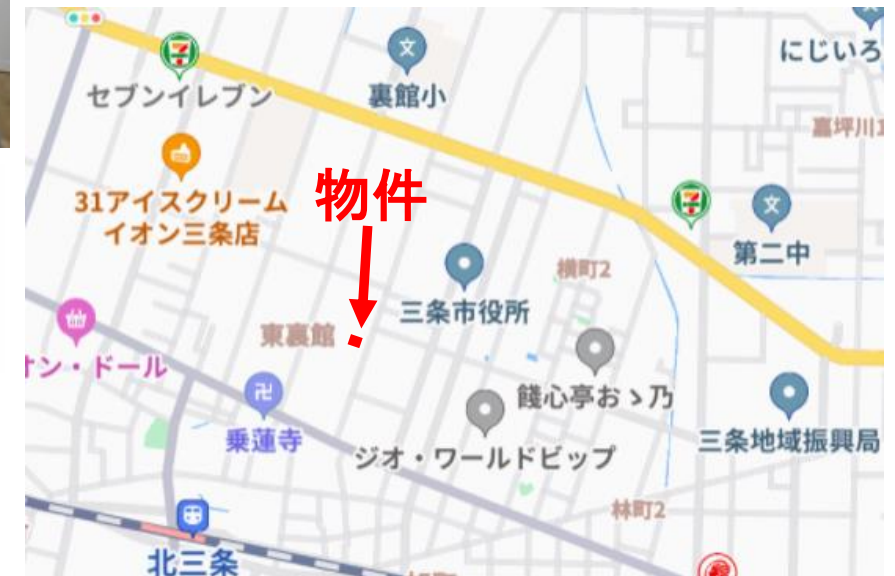 にじいろ
セブンイレブン
裏館小
嘉坪川1
31アイスクリーム
イオン三条店
物件
第二中
横町2
三条市役所
東裏館
オン・ドール
餞心亭おゝ乃
乗蓮寺
ジオ・ワールドビップ
三条地域振興局
林町2
北三条